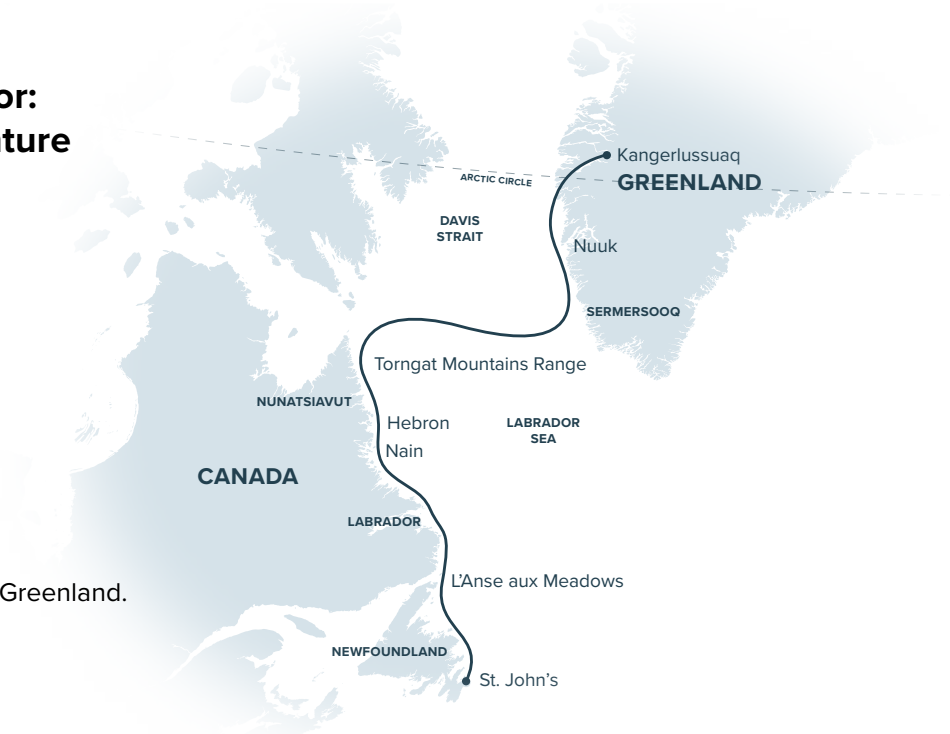 or:
ture
Kangerlussuaq
ARCTIC CIRCLE
GREENLAND
DAVIS
STRAIT
Nuuk
SERMERSOOQ
Torngat Mountains Range
NUNATSIAVUT
Hebron
LABRADOR
SEA
Nain
CANADA
LABRADOR
L’Anse aux Meadows
Greenland.
NEWFOUNDLAND
St. John’s